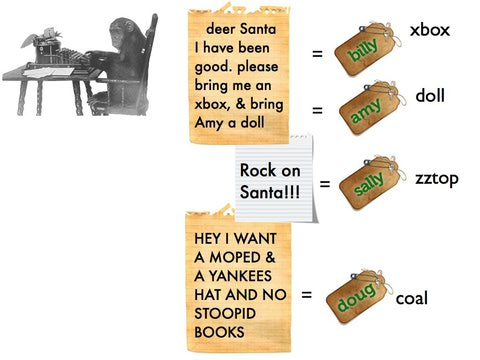 deer Santa
I have been
good. please
bring me an
xbox, & bring
Amy a doll
= billy xbox
= amy doll
Rock on
Santa!!!
= sally zztop
HEY I WANT
A MOPED &
A YANKEES
HAT AND NO
STOOPID
BOOKS
= doug coal